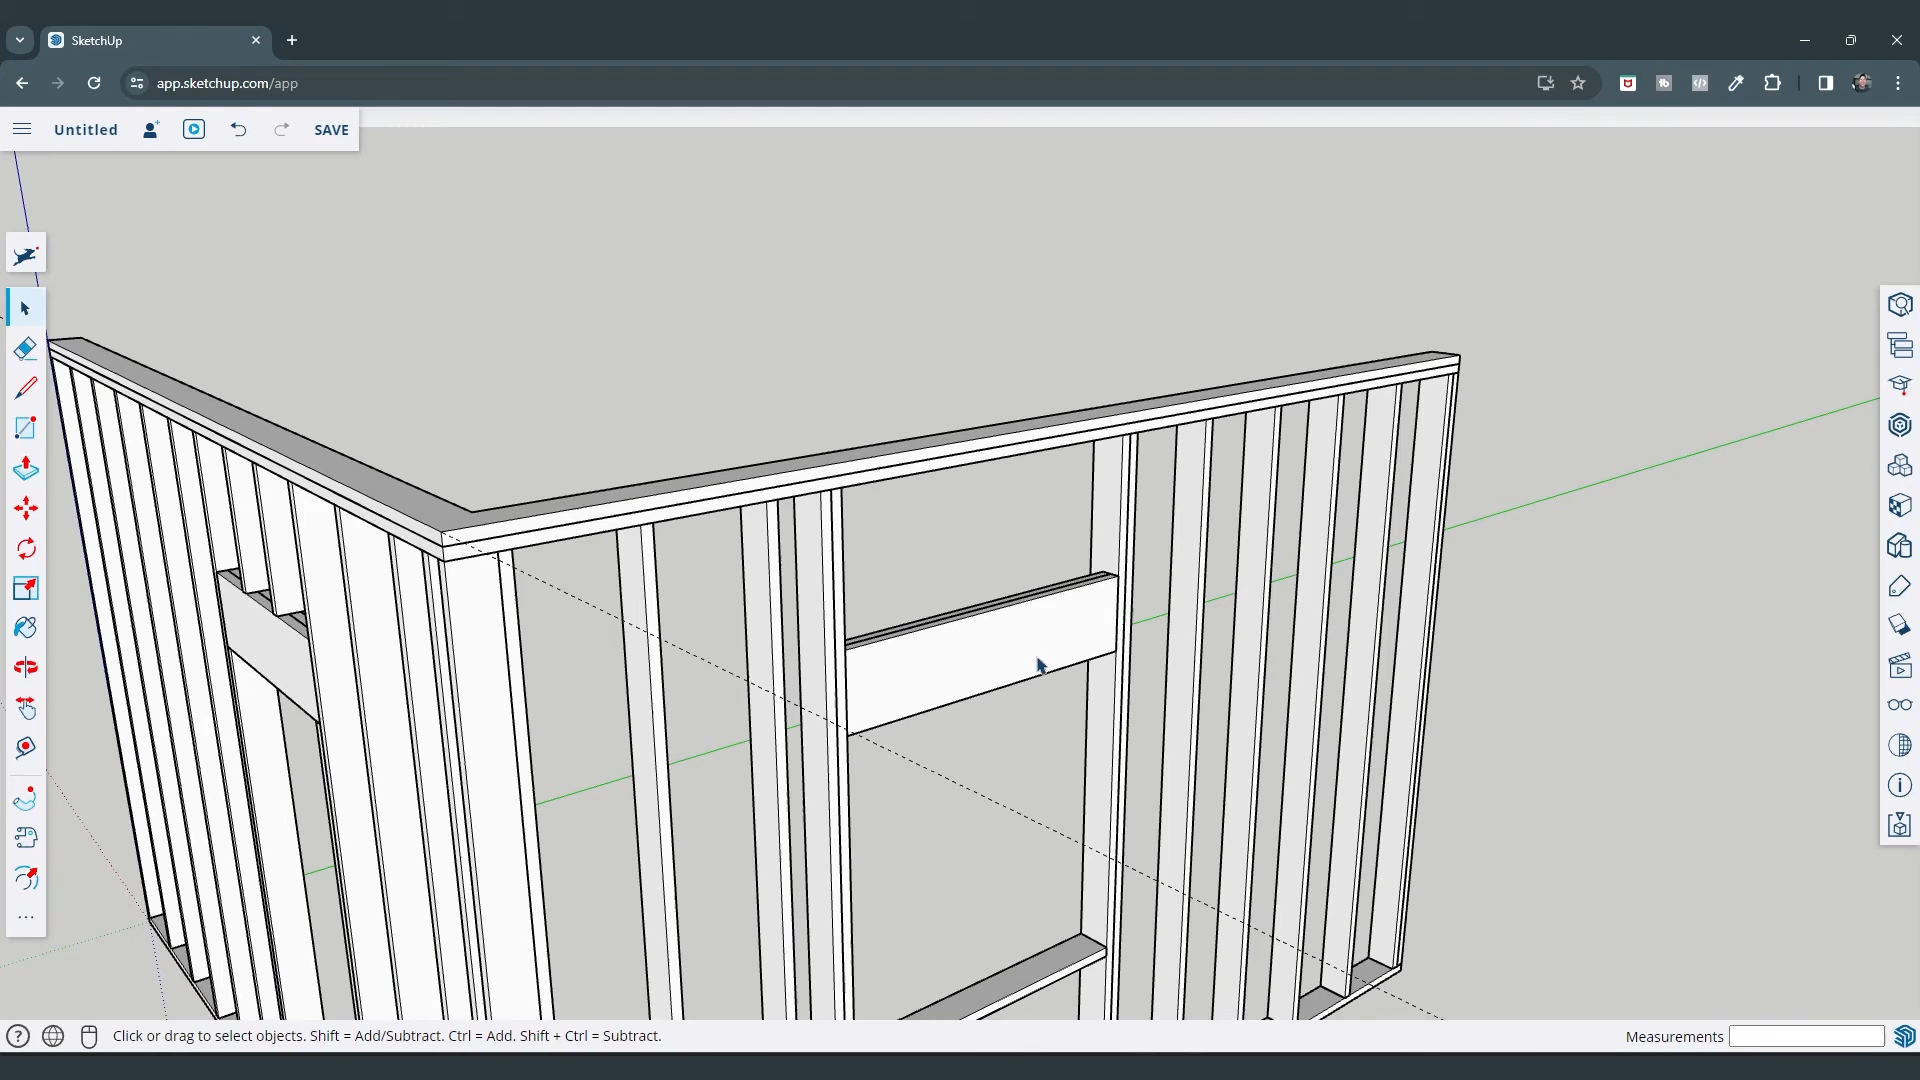 SketchUp
app.sketchup.com/app
Untitled
SAVE
Click or drag to select objects. Shift = Add/Subtract. Ctrl = Add. Shift + Ctrl = Subtract.
Measurements